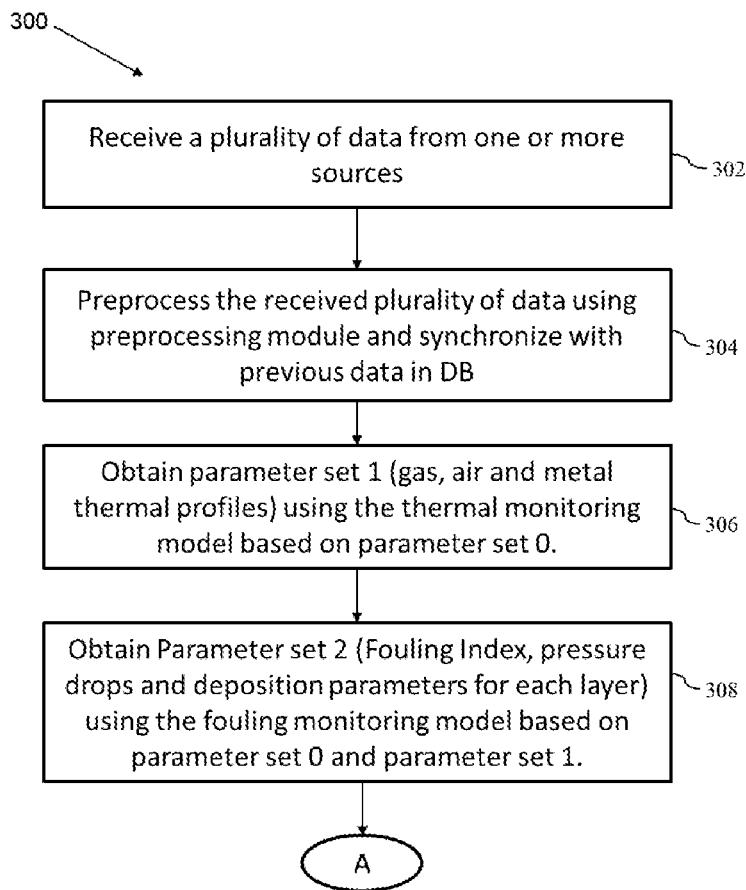 300
Receive a plurality of data from one or more
sources
302
Preprocess the received plurality of data using
preprocessing module and synchronize with
previous data in DB
304
Obtain parameter set 1 (gas, air and metal
thermal profiles) using the thermal monitoring
model based on parameter set 0.
306
Obtain Parameter set 2 (Fouling Index, pressure
drops and deposition parameters for each layer)
using the fouling monitoring model based on
parameter set 0 and parameter set 1.
308
A